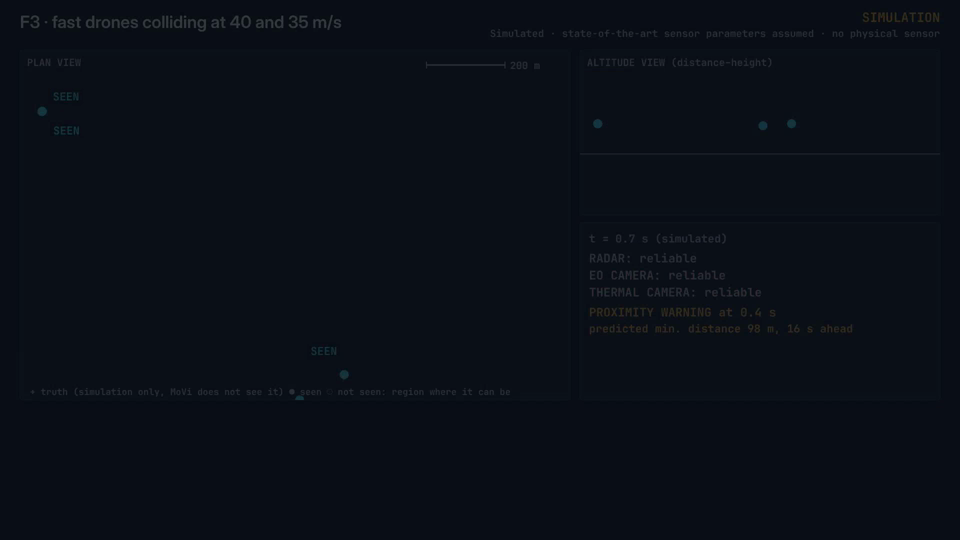 F3 · fast drones colliding at 40 and 35 m/s
SIMULATION
Simulated · state-of-the-art sensor parameters assumed · no physical sensor
PLAN VIEW
200 m
SEEN
SEEN
SEEN
+ truth (simulation only, MoVi does not see it) ● seen ○ not seen: region where it can be
ALTITUDE VIEW (distance-height)
t = 0.7 s (simulated)
RADAR: reliable
EO CAMERA: reliable
THERMAL CAMERA: reliable
PROXIMITY WARNING at 0.4 s
predicted min. distance 98 m, 16 s ahead